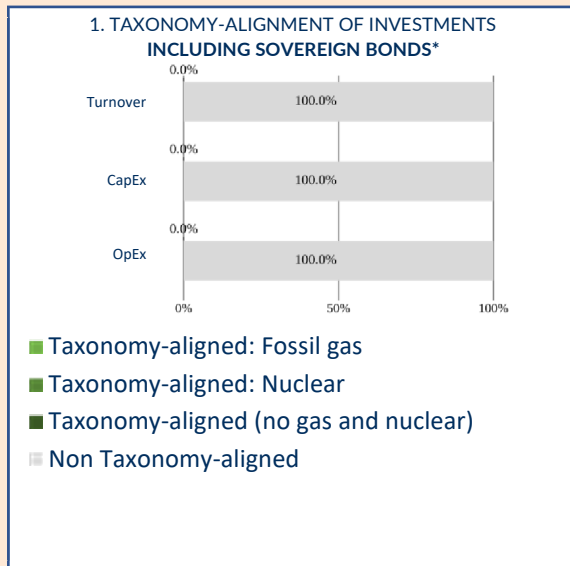 1. TAXONOMY-ALIGNMENT OF INVESTMENTS
INCLUDING SOVEREIGN BONDS*
0.0%
Turnover 100.0%
0.0%
CapEx 100.0%
0.0%
OpEx 100.0%
0% 50% 100%
Taxonomy-aligned: Fossil gas
Taxonomy-aligned: Nuclear
Taxonomy-aligned (no gas and nuclear)
Non Taxonomy-aligned